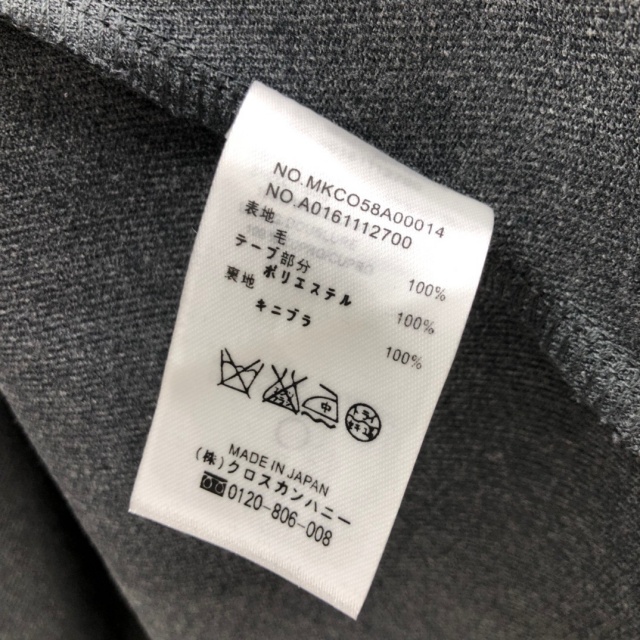 NO.MKCO58A00014
NO.A0161112700
表地
毛 100%
テープ部分
ポリエステル 100%
裏地
キュプラ 100%
中
MADE IN JAPAN
(株)クロスカンパニー
0120-806-008